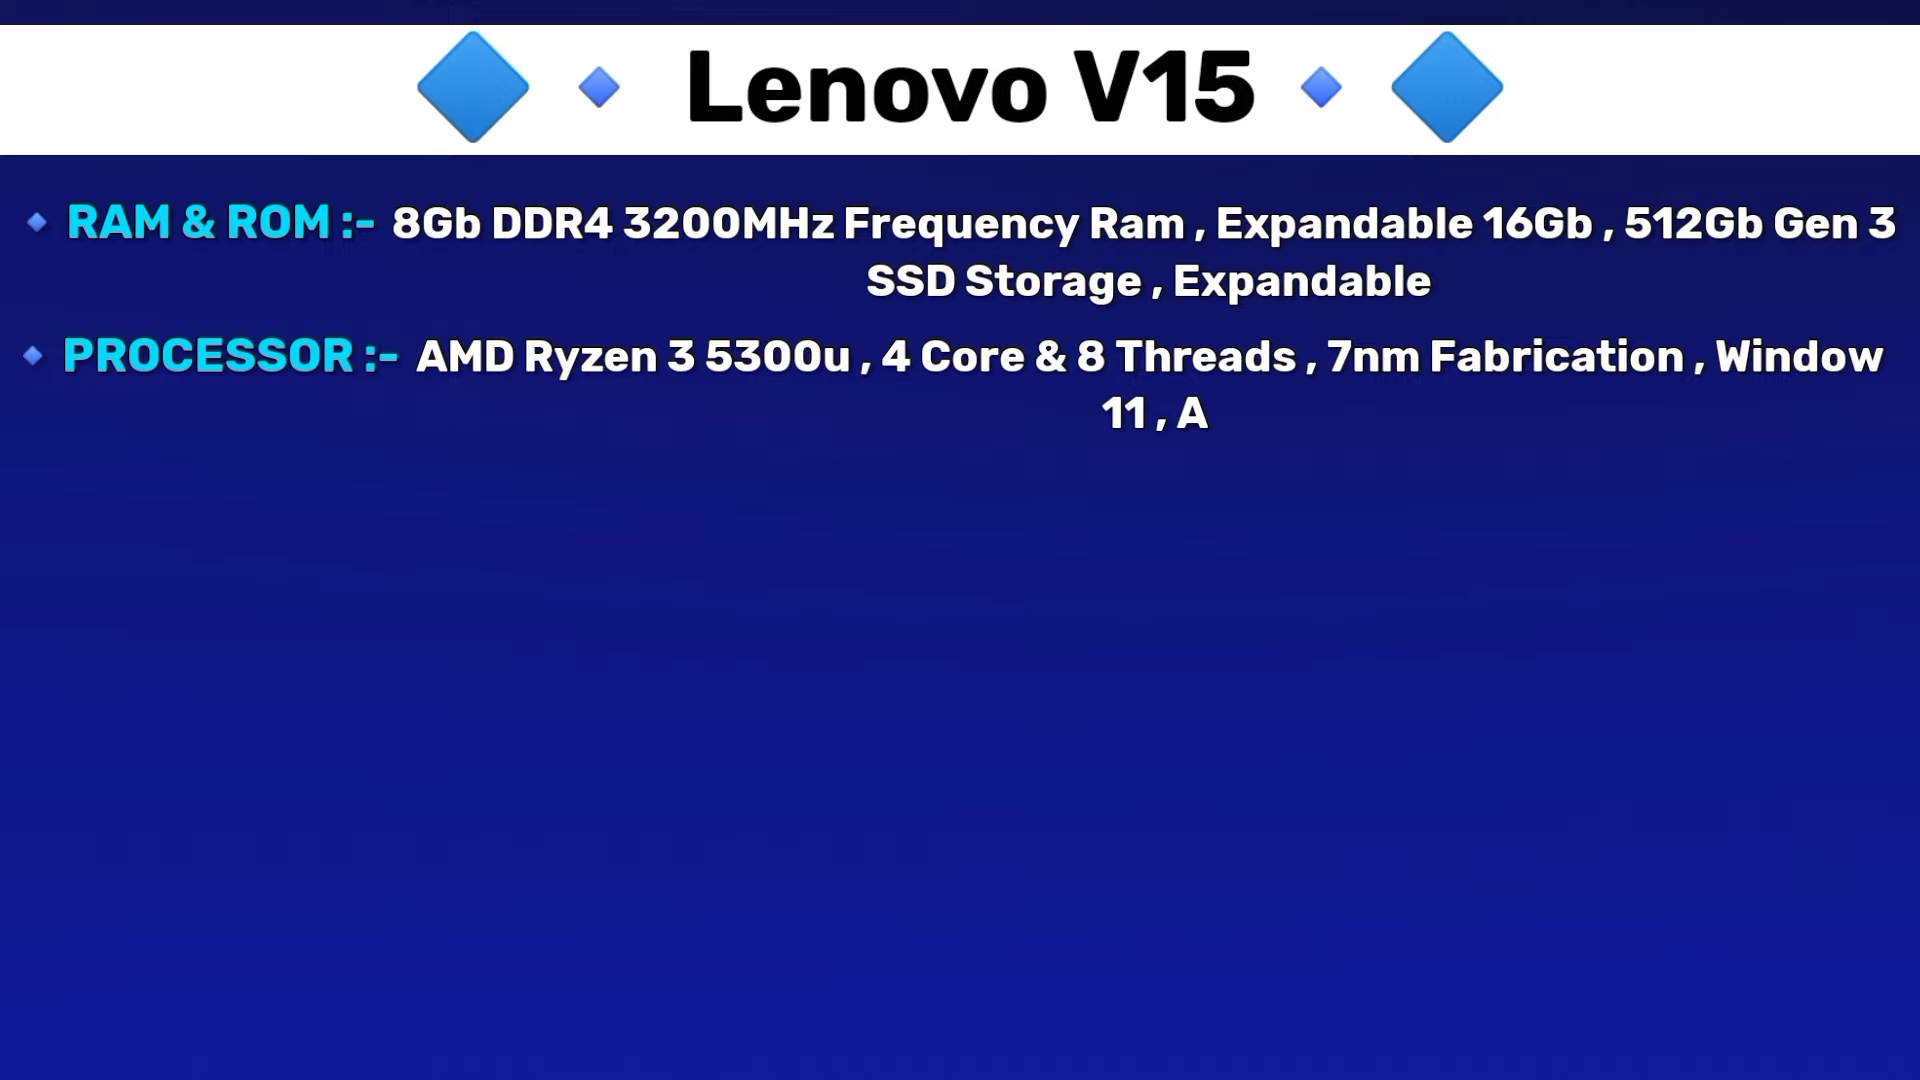 Lenovo V15
RAM & ROM :- 8Gb DDR4 3200MHz Frequency Ram , Expandable 16Gb , 512Gb Gen 3
SSD Storage , Expandable
PROCESSOR :- AMD Ryzen 3 5300u , 4 Core & 8 Threads , 7nm Fabrication , Window
11 , A